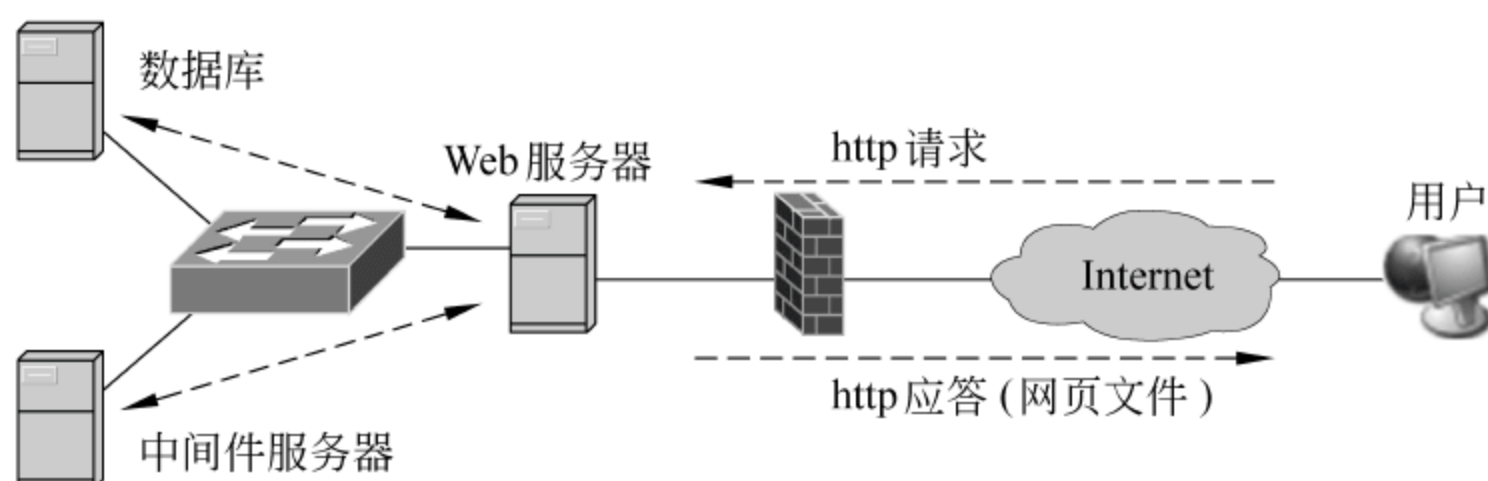 数据库
Web服务器
http请求
用户
Internet
http应答(网页文件)
中间件服务器